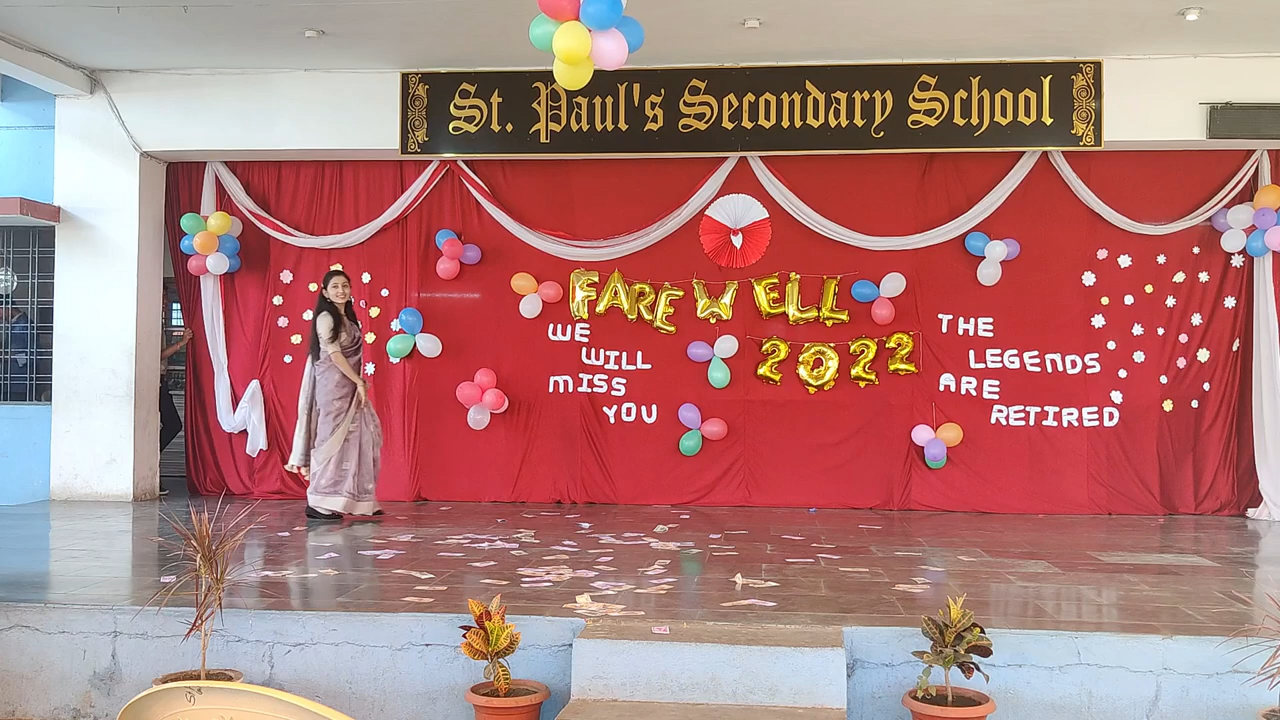 St. Paul's Secondary School
FAREWELL
2022
WE
WILL
mISS
YOU
THE
LEGENDS
ARE
RETIRED